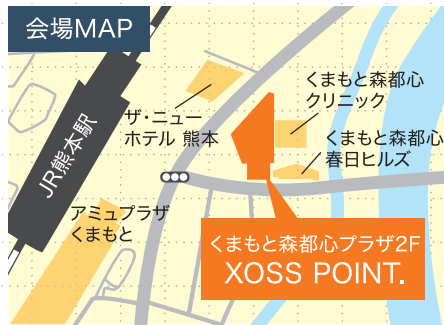 会場MAP
くまもと森都心
クリニック
ザ・ニュー
ホテル 熊本
くまもと森都心
春日ヒルズ
JR熊本駅
アミュプラザ
くまもと
くまもと森都心プラザ2F
XOSS POINT.